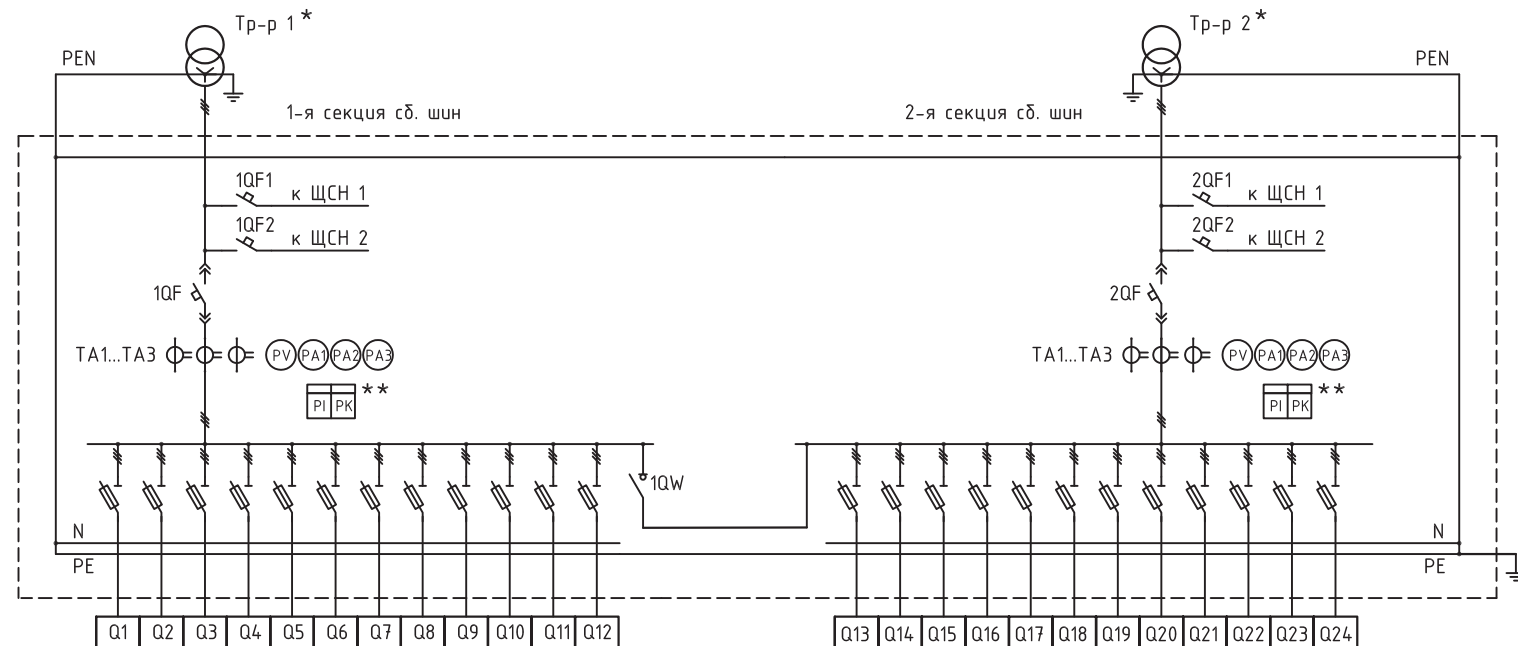 Тр-р 1*
Тр-р 2*
PEN
PEN
1-я секция сб. шин
2-я секция сб. шин
1QF1 к ЩСН 1
2QF1 к ЩСН 1
1QF2 к ЩСН 2
2QF2 к ЩСН 2
1QF
2QF
TA1...TA3 PV PA1 PA2 PA3
TA1...TA3 PV PA1 PA2 PA3
PI PK **
PI PK **
1QW
N
N
PE
PE
Q1 Q2 Q3 Q4 Q5 Q6 Q7 Q8 Q9 Q10 Q11 Q12
Q13 Q14 Q15 Q16 Q17 Q18 Q19 Q20 Q21 Q22 Q23 Q24